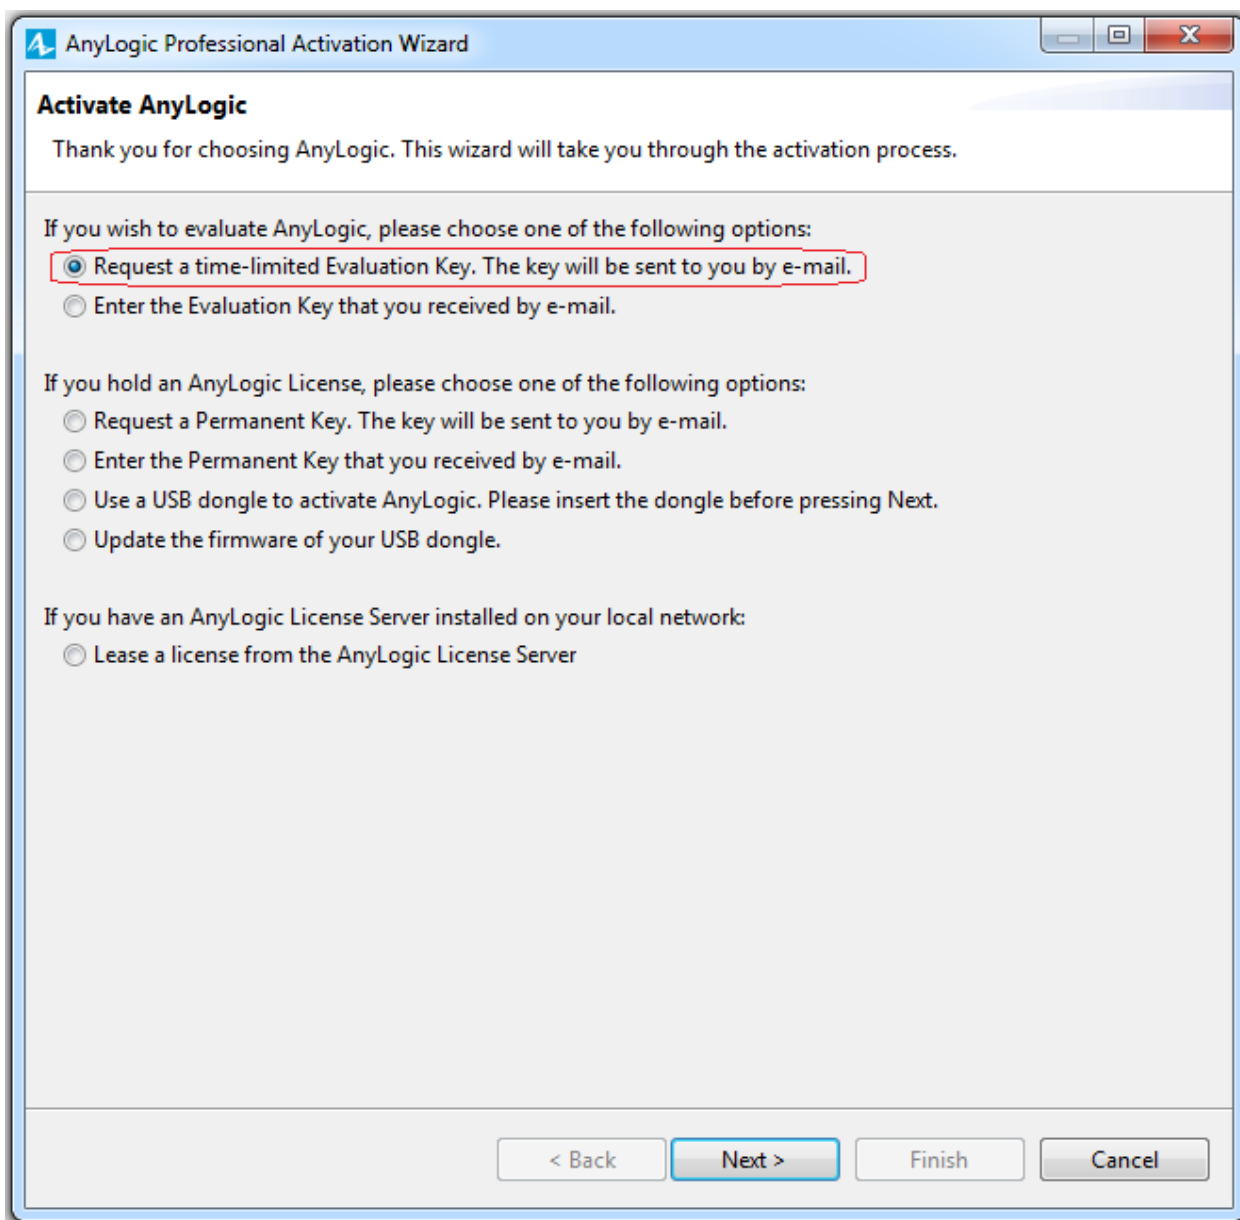 AnyLogic Professional Activation Wizard
Activate AnyLogic
Thank you for choosing AnyLogic. This wizard will take you through the activation process.
If you wish to evaluate AnyLogic, please choose one of the following options:
Request a time-limited Evaluation Key. The key will be sent to you by e-mail.
Enter the Evaluation Key that you received by e-mail.
If you hold an AnyLogic License, please choose one of the following options:
Request a Permanent Key. The key will be sent to you by e-mail.
Enter the Permanent Key that you received by e-mail.
Use a USB dongle to activate AnyLogic. Please insert the dongle before pressing Next.
Update the firmware of your USB dongle.
If you have an AnyLogic License Server installed on your local network:
Lease a license from the AnyLogic License Server
< Back Next > Finish Cancel